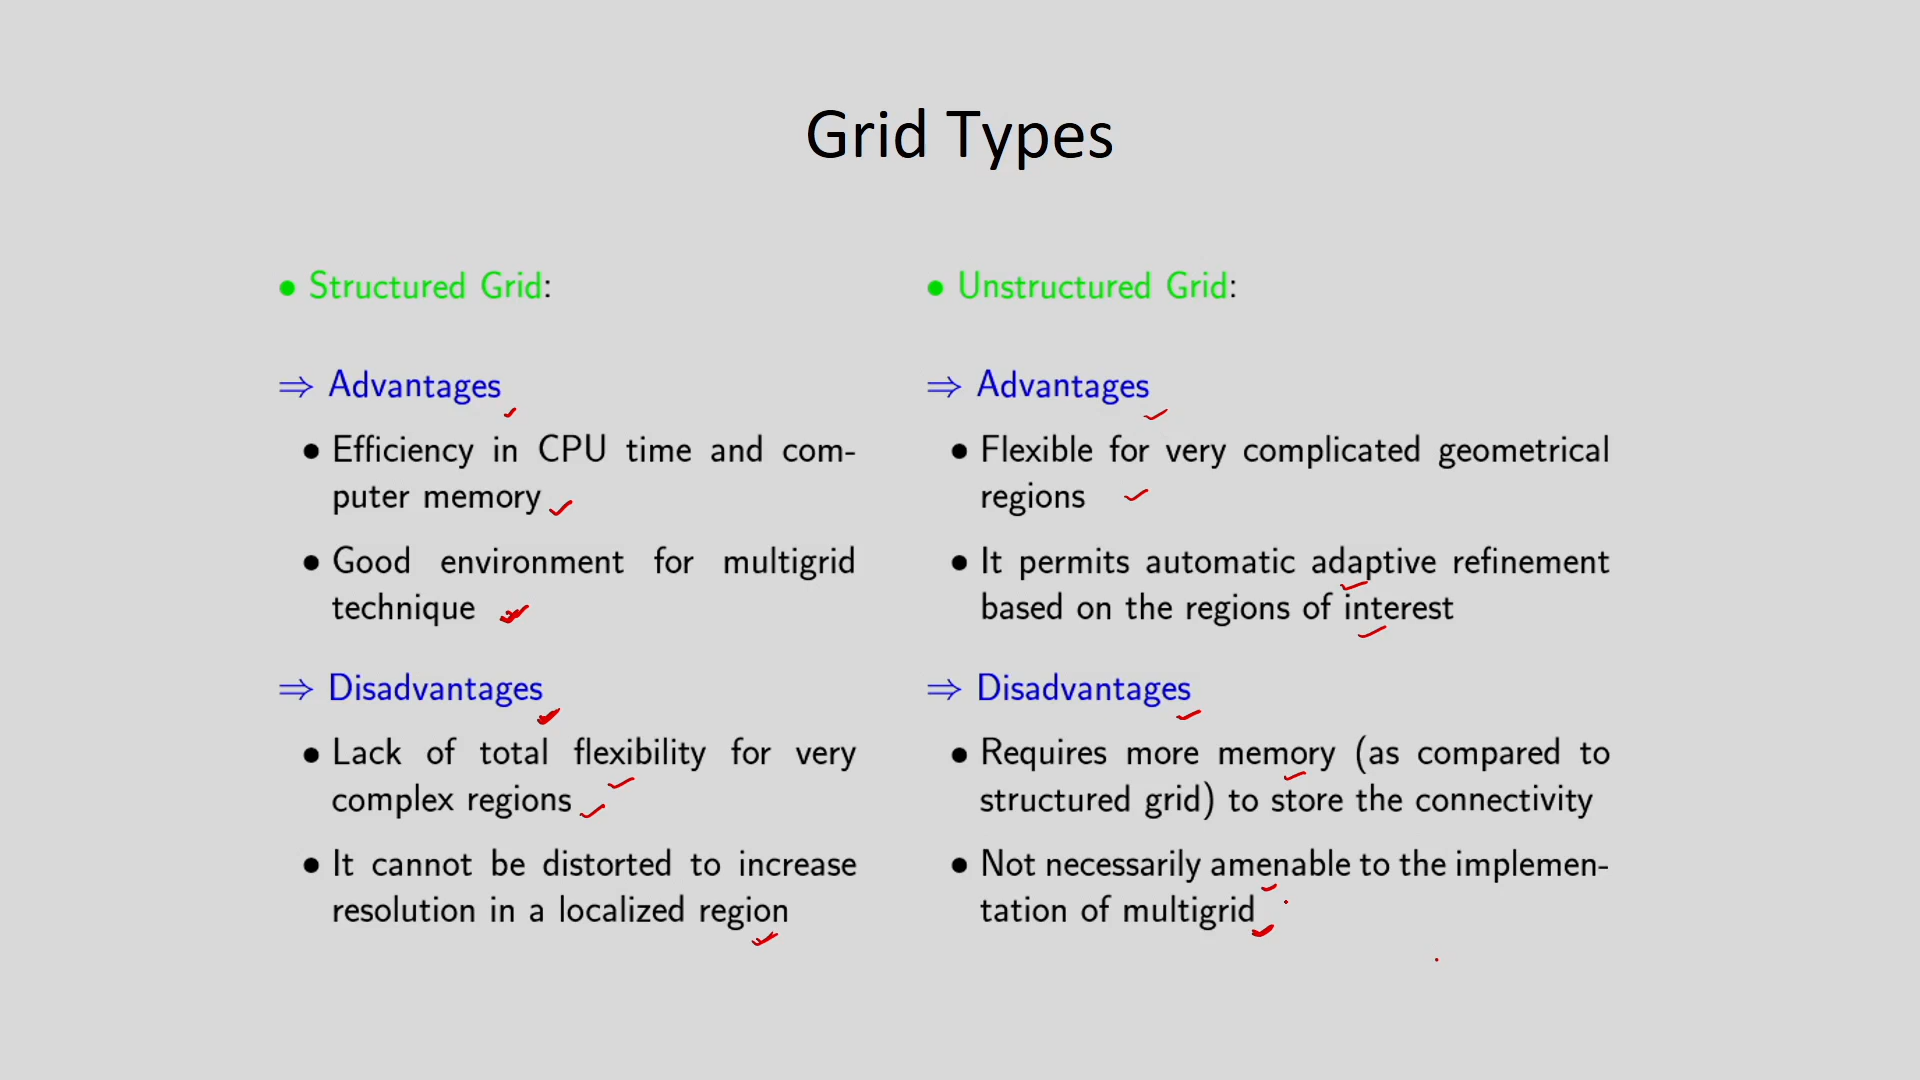 Grid Types
• Structured Grid:
⇒ Advantages
• Efficiency in CPU time and com-
puter memory
• Good environment for multigrid
technique
⇒ Disadvantages
• Lack of total flexibility for very
complex regions
• It cannot be distorted to increase
resolution in a localized region
• Unstructured Grid:
⇒ Advantages
• Flexible for very complicated geometrical
regions
• It permits automatic adaptive refinement
based on the regions of interest
⇒ Disadvantages
• Requires more memory (as compared to
structured grid) to store the connectivity
• Not necessarily amenable to the implemen-
tation of multigrid